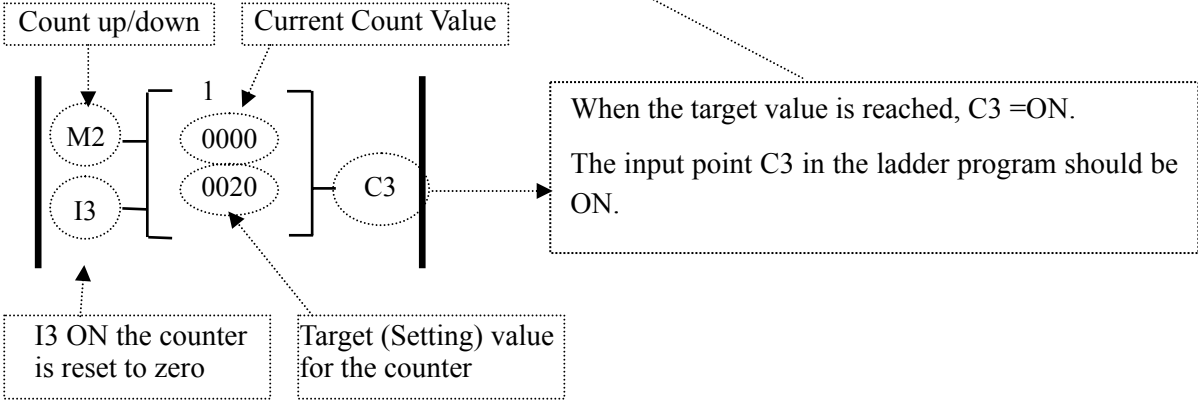 Count up/down
Current Count Value
1
M2
0000
0020
I3
C3
When the target value is reached, C3 =ON.
The input point C3 in the ladder program should be
ON.
I3 ON the counter
is reset to zero
Target (Setting) value
for the counter